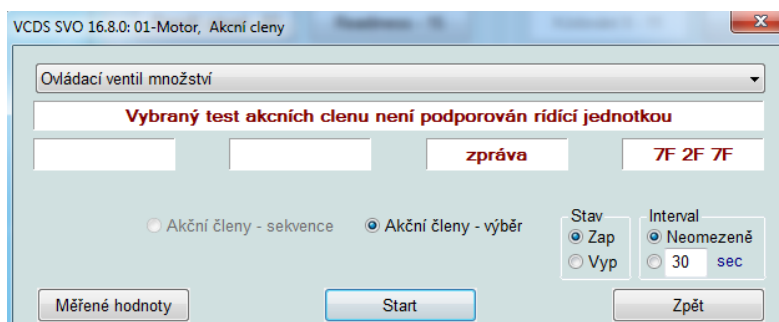 VCDS SVO 16.8.0: 01-Motor, Akcní cleny
Ovládací ventil množství
Vybraný test akcních clenu není podporován rídící jednotkou
zpráva 7F 2F 7F
Akční členy - sekvence Akční členy - výběr
Stav
Zap
Vyp
Interval
Neomezeně
30 sec
Měřené hodnoty Start Zpět